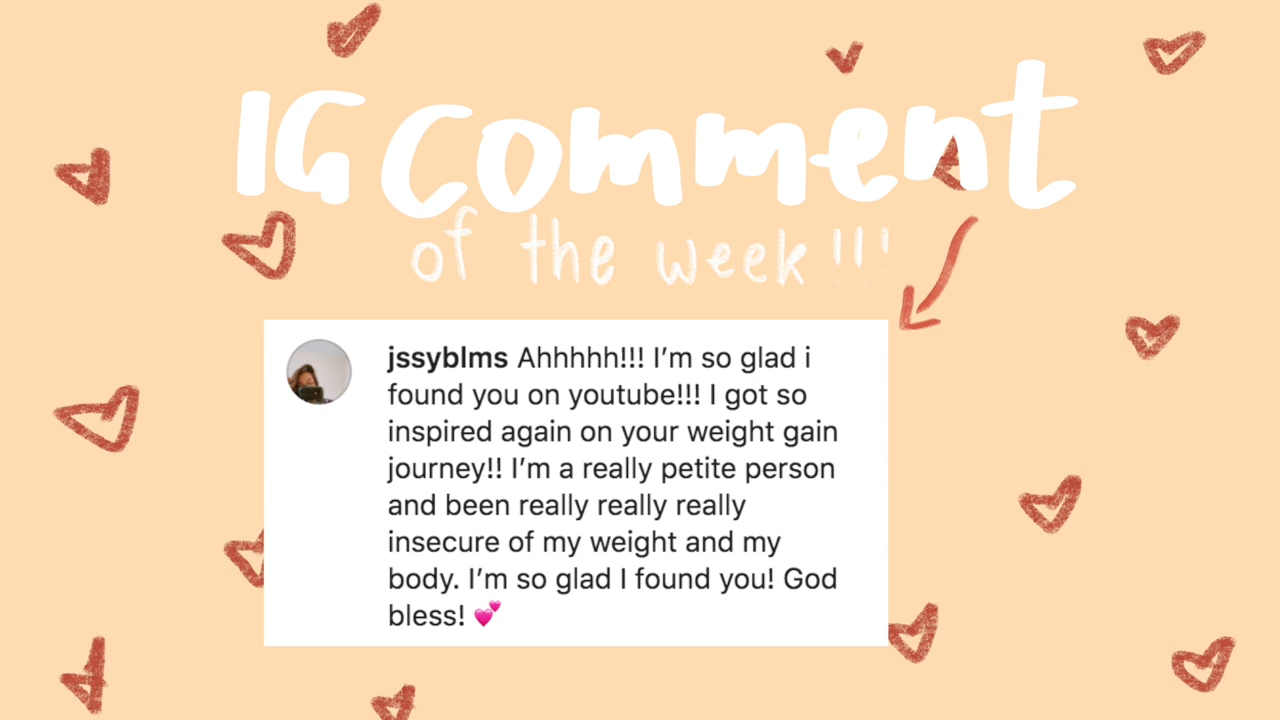 IG Comment
of the week!!!
jssyblms Ahhhhh!!! I’m so glad i
found you on youtube!!! I got so
inspired again on your weight gain
journey!! I’m a really petite person
and been really really really
insecure of my weight and my
body. I’m so glad I found you! God
bless! 💕